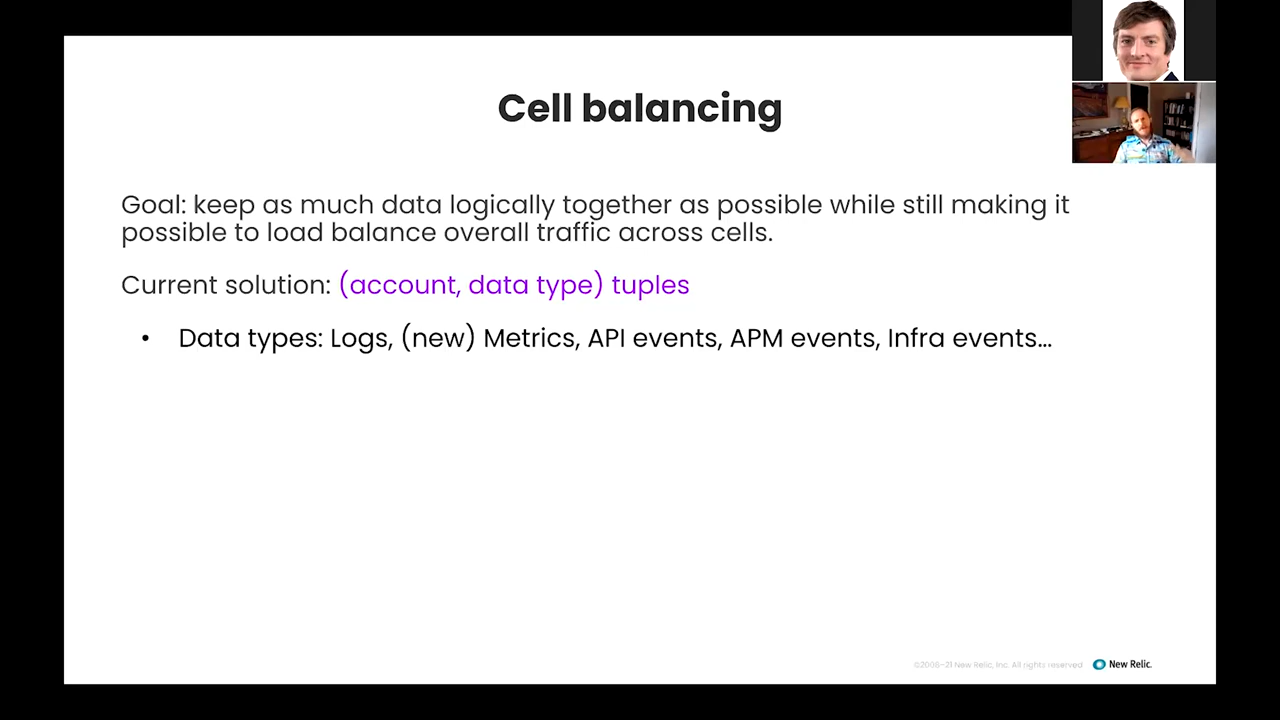 Cell balancing
Goal: keep as much data logically together as possible while still making it
possible to load balance overall traffic across cells.
Current solution: (account, data type) tuples
• Data types: Logs, (new) Metrics, API events, APM events, Infra events…
©2008–21 New Relic, Inc. All rights reserved
New Relic.